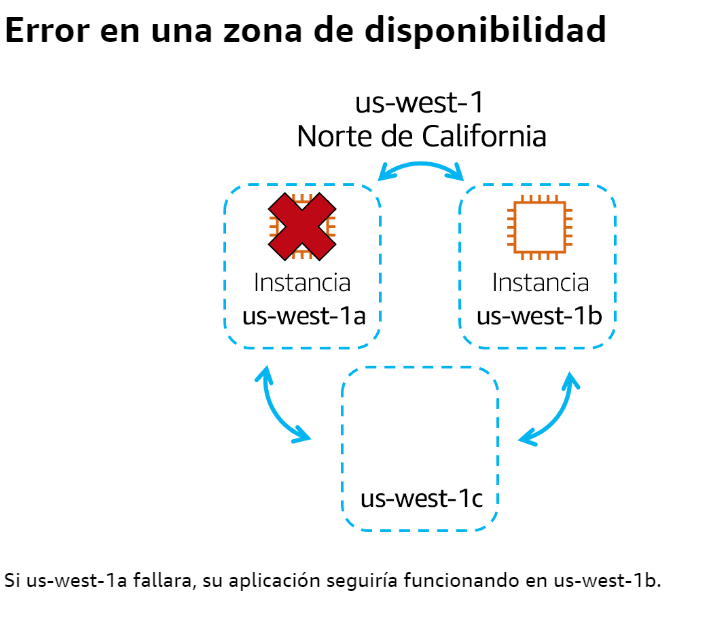 Error en una zona de disponibilidad
us-west-1
Norte de California
Instancia
us-west-1a
Instancia
us-west-1b
us-west-1c
Si us-west-1a fallara, su aplicación seguiría funcionando en us-west-1b.